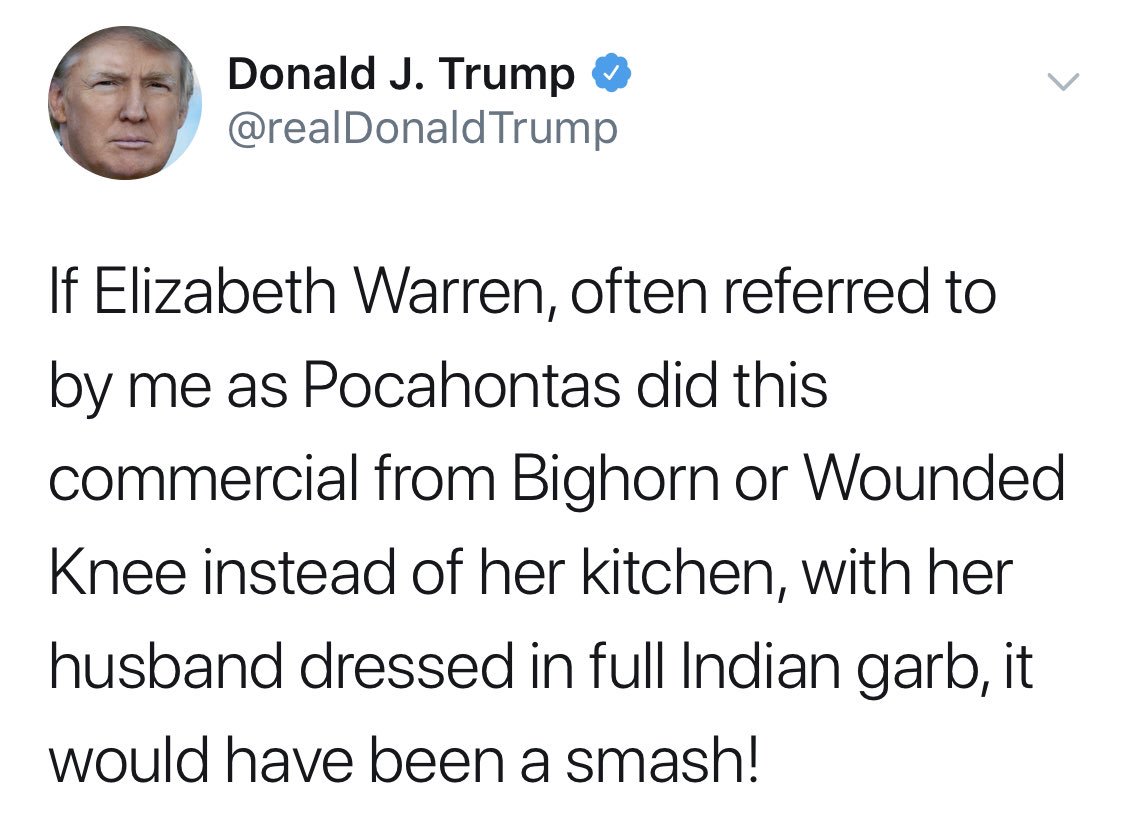 Donald J. Trump
@realDonaldTrump
If Elizabeth Warren, often referred to
by me as Pocahontas did this
commercial from Bighorn or Wounded
Knee instead of her kitchen, with her
husband dressed in full Indian garb, it
would have been a smash!